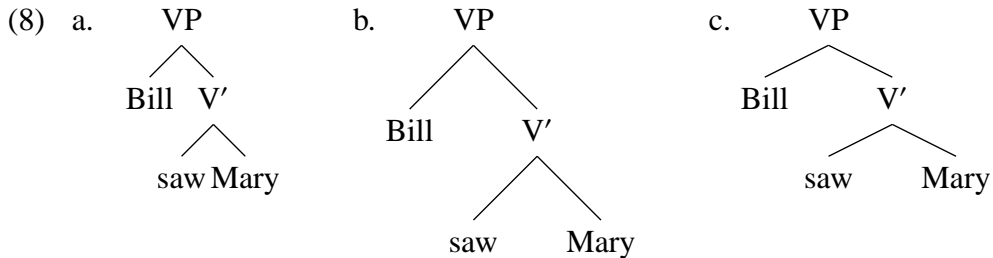 (8) a. VP b. VP c. VP
Bill V′ Bill V′ Bill V′
saw Mary saw Mary saw Mary